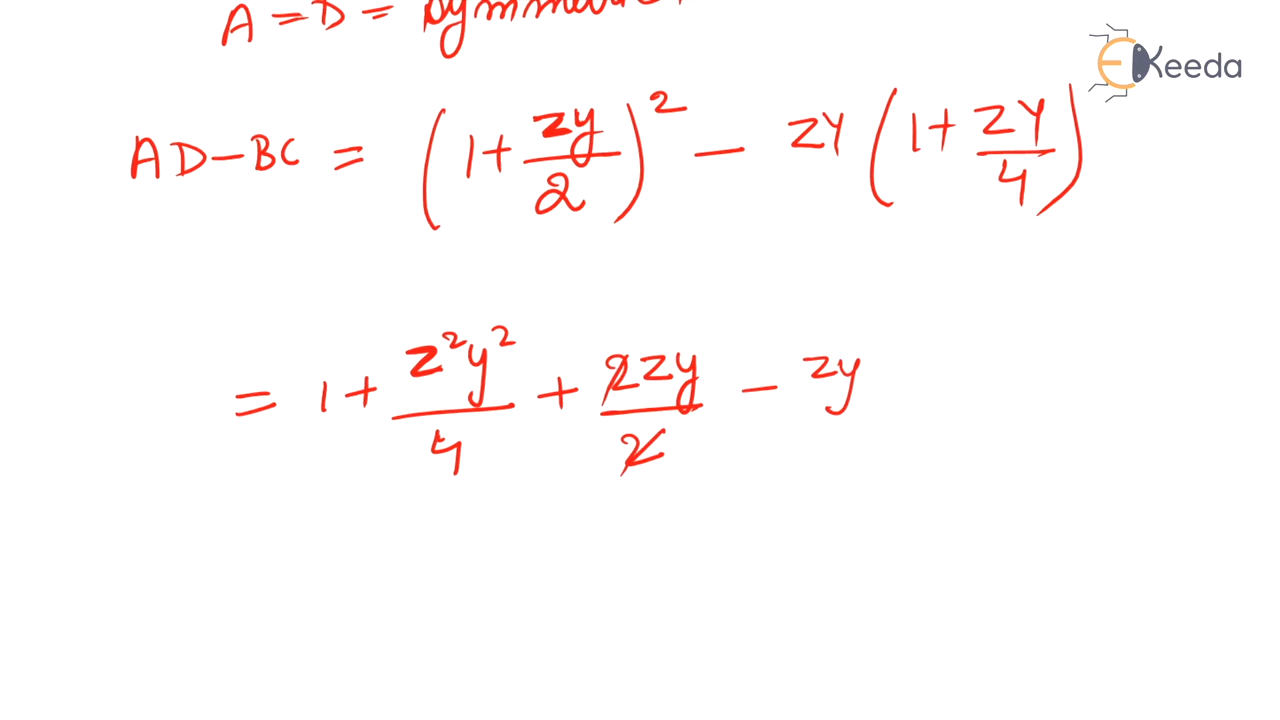 A = D =
Keeda
AD - BC = (1 + zy/2)² - ZY (1 + ZY/4)
= 1 + z²y²/4 + 2zy/2 - zy